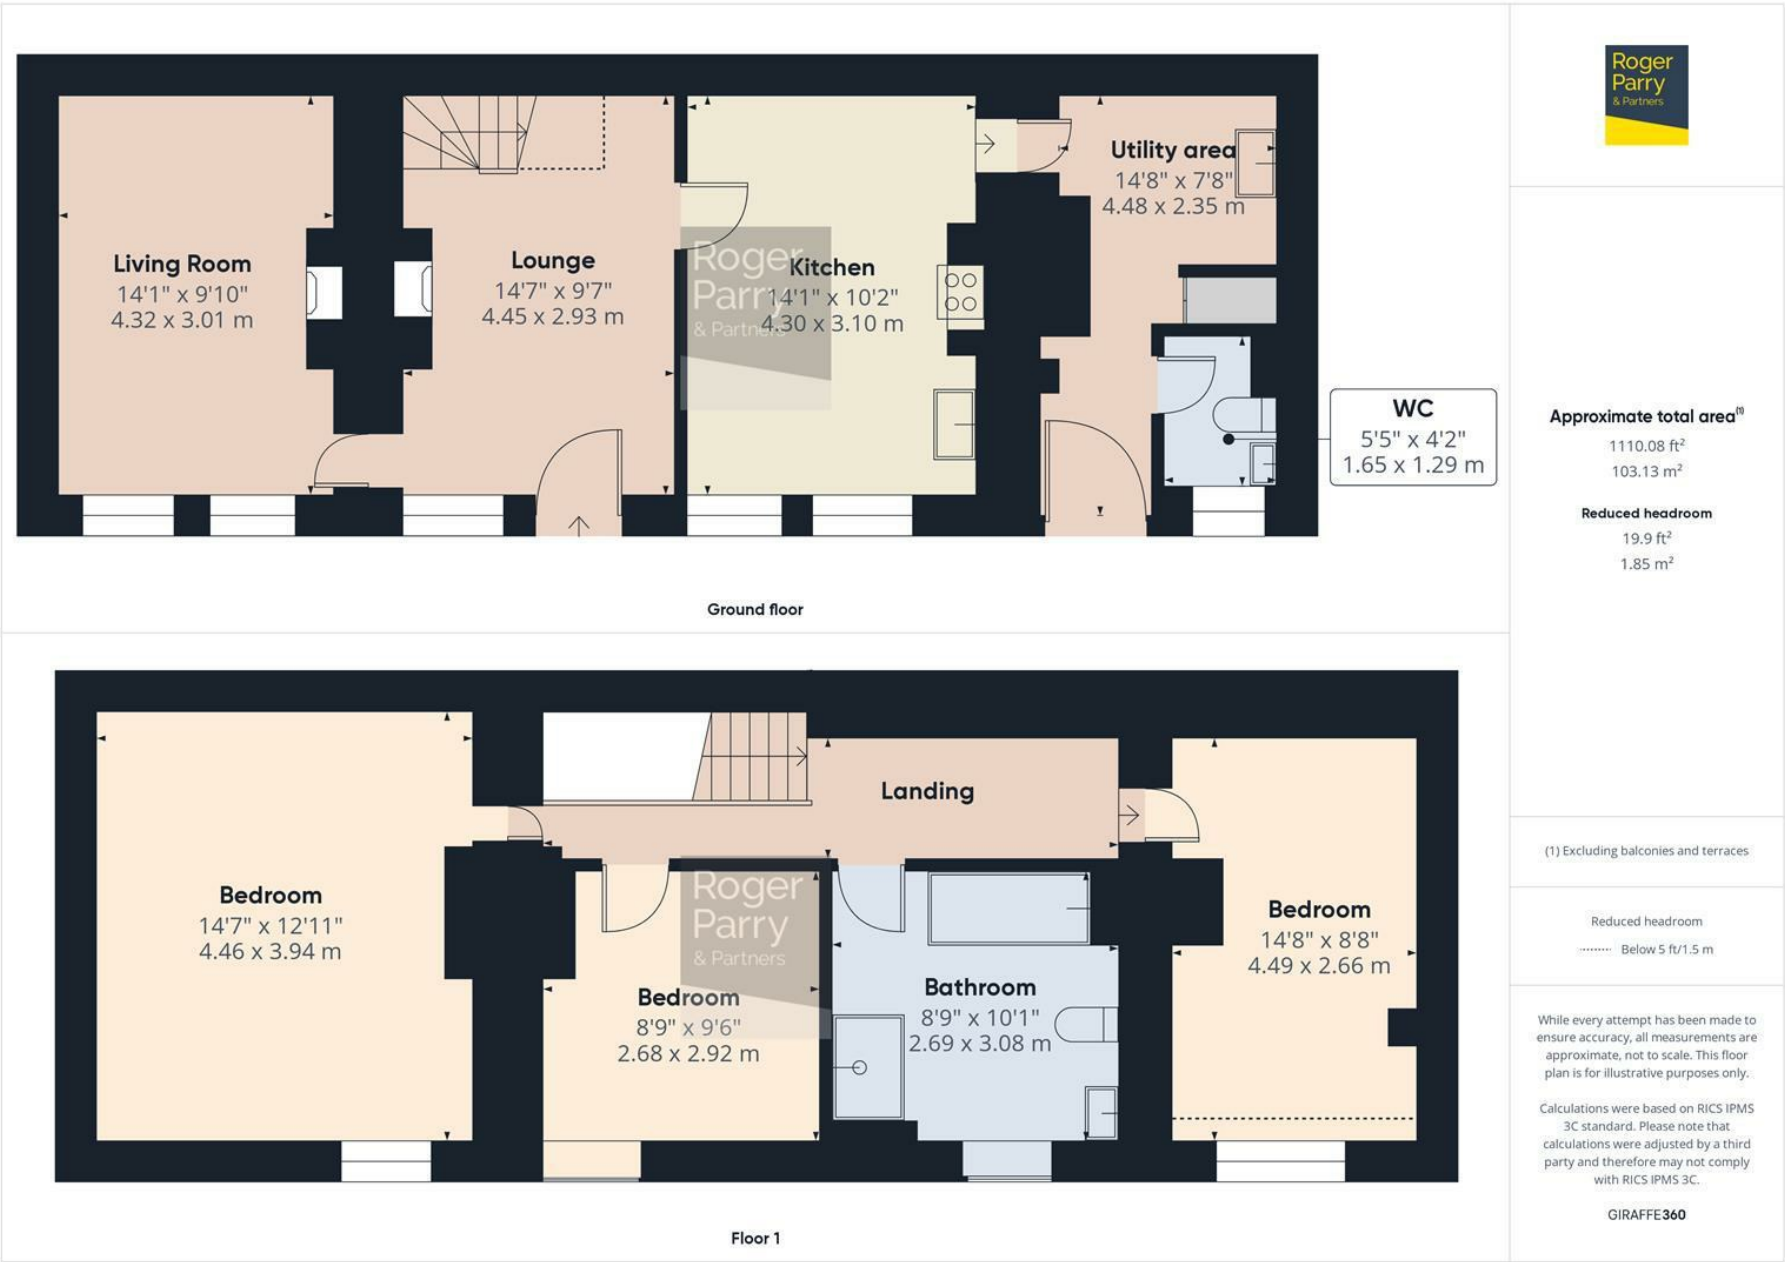 Living Room
14'1" x 9'10"
4.32 x 3.01 m
Lounge
14'7" x 9'7"
4.45 x 2.93 m
Kitchen
14'1" x 10'2"
4.30 x 3.10 m
Roger
Parry
& Partners
Utility area
14'8" x 7'8"
4.48 x 2.35 m
WC
5'5" x 4'2"
1.65 x 1.29 m
Ground floor
Landing
Bedroom
14'7" x 12'11"
4.46 x 3.94 m
Roger
Parry
& Partners
Bedroom
8'9" x 9'6"
2.68 x 2.92 m
Bathroom
8'9" x 10'1"
2.69 x 3.08 m
Bedroom
14'8" x 8'8"
4.49 x 2.66 m
Floor 1
Roger
Parry
& Partners
Approximate total area(1)
1110.08 ft²
103.13 m²
Reduced headroom
19.9 ft²
1.85 m²
(1) Excluding balconies and terraces
Reduced headroom
Below 5 ft/1.5 m
While every attempt has been made to
ensure accuracy, all measurements are
approximate, not to scale. This floor
plan is for illustrative purposes only.
Calculations were based on RICS IPMS
3C standard. Please note that
calculations were adjusted by a third
party and therefore may not comply
with RICS IPMS 3C.
GIRAFFE360